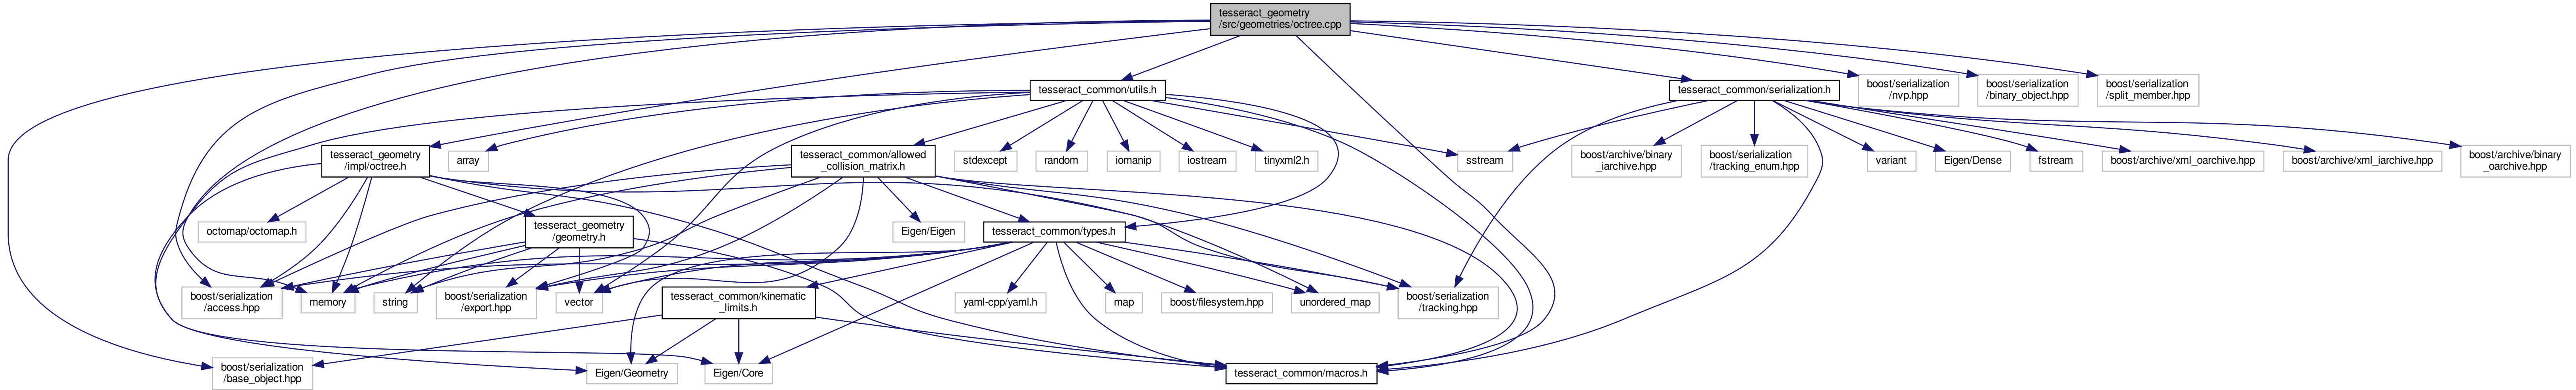 tesseract_geometry
/src/geometries/octree.cpp
tesseract_common/utils.h
tesseract_common/serialization.h
boost/serialization
/nvp.hpp
boost/serialization
/binary_object.hpp
boost/serialization
/split_member.hpp
tesseract_geometry
/impl/octree.h
array
tesseract_common/allowed
_collision_matrix.h
stdexcept
random
iomanip
iostream
tinyxml2.h
sstream
boost/archive/binary
_iarchive.hpp
boost/serialization
/tracking_enum.hpp
variant
Eigen/Dense
fstream
boost/archive/xml_oarchive.hpp
boost/archive/xml_iarchive.hpp
boost/archive/binary
_oarchive.hpp
octomap/octomap.h
tesseract_geometry
/geometry.h
Eigen/Eigen
tesseract_common/types.h
boost/serialization
/access.hpp
memory
string
boost/serialization
/export.hpp
vector
tesseract_common/kinematic
_limits.h
yaml-cpp/yaml.h
map
boost/filesystem.hpp
unordered_map
boost/serialization
/tracking.hpp
boost/serialization
/base_object.hpp
Eigen/Geometry
Eigen/Core
tesseract_common/macros.h